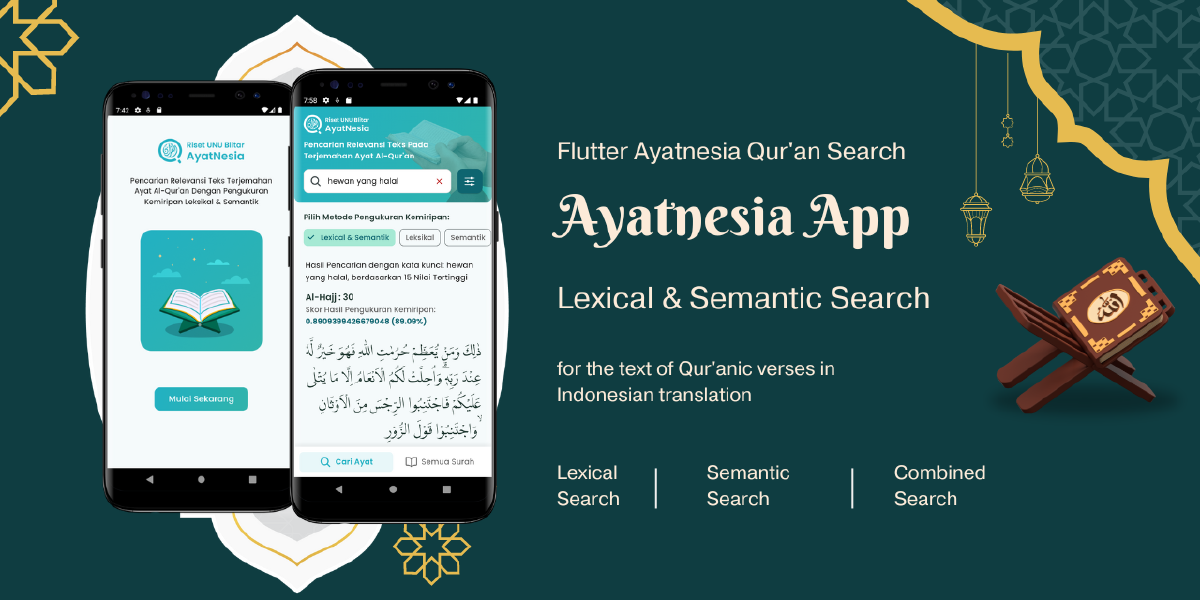 7:47
Riset UNU Blitar
AyatNesia
Pencarian Relevansi Teks Terjemahan
Ayat Al-Qur'an Dengan Pengukuran
Kemiripan Leksikal & Semantik
Mulai Sekarang
7:58
Riset UNU Blitar
AyatNesia
Pencarian Relevansi Teks Pada
Terjemahan Ayat Al-Qur'an
hewan yang halal
Pilih Metode Pengukuran Kemiripan:
Lexical & Semantik
Leksikal
Semantik
Hasil Pencarian dengan kata kunci: hewan
yang halal, berdasarkan 15 Nilai Tertinggi
Al-Hajj: 30
Skor Hasil Pengukuran Kemiripan:
0.8909399426679048 (89.09%)
ذٰلِكَ وَمَنْ يُّعَظِّمْ حُرُمٰتِ اللّٰهِ فَهُوَ خَيْرٌ لَّهٗ
عِنْدَ رَبِّهٖۗ وَاُحِلَّتْ لَكُمُ الْاَنْعَامُ اِلَّا مَا يُتْلٰى
عَلَيْكُمْ فَاجْتَنِبُوا الرِّجْسَ مِنَ الْاَوْثَانِ
وَاجْتَنِبُوْا قَوْلَ الزُّوْرِۙ
Cari Ayat
Semua Surah
Flutter Ayatnesia Qur'an Search
Ayatnesia App
Lexical & Semantic Search
for the text of Qur'anic verses in
Indonesian translation
Lexical
Search
Semantic
Search
Combined
Search
الله